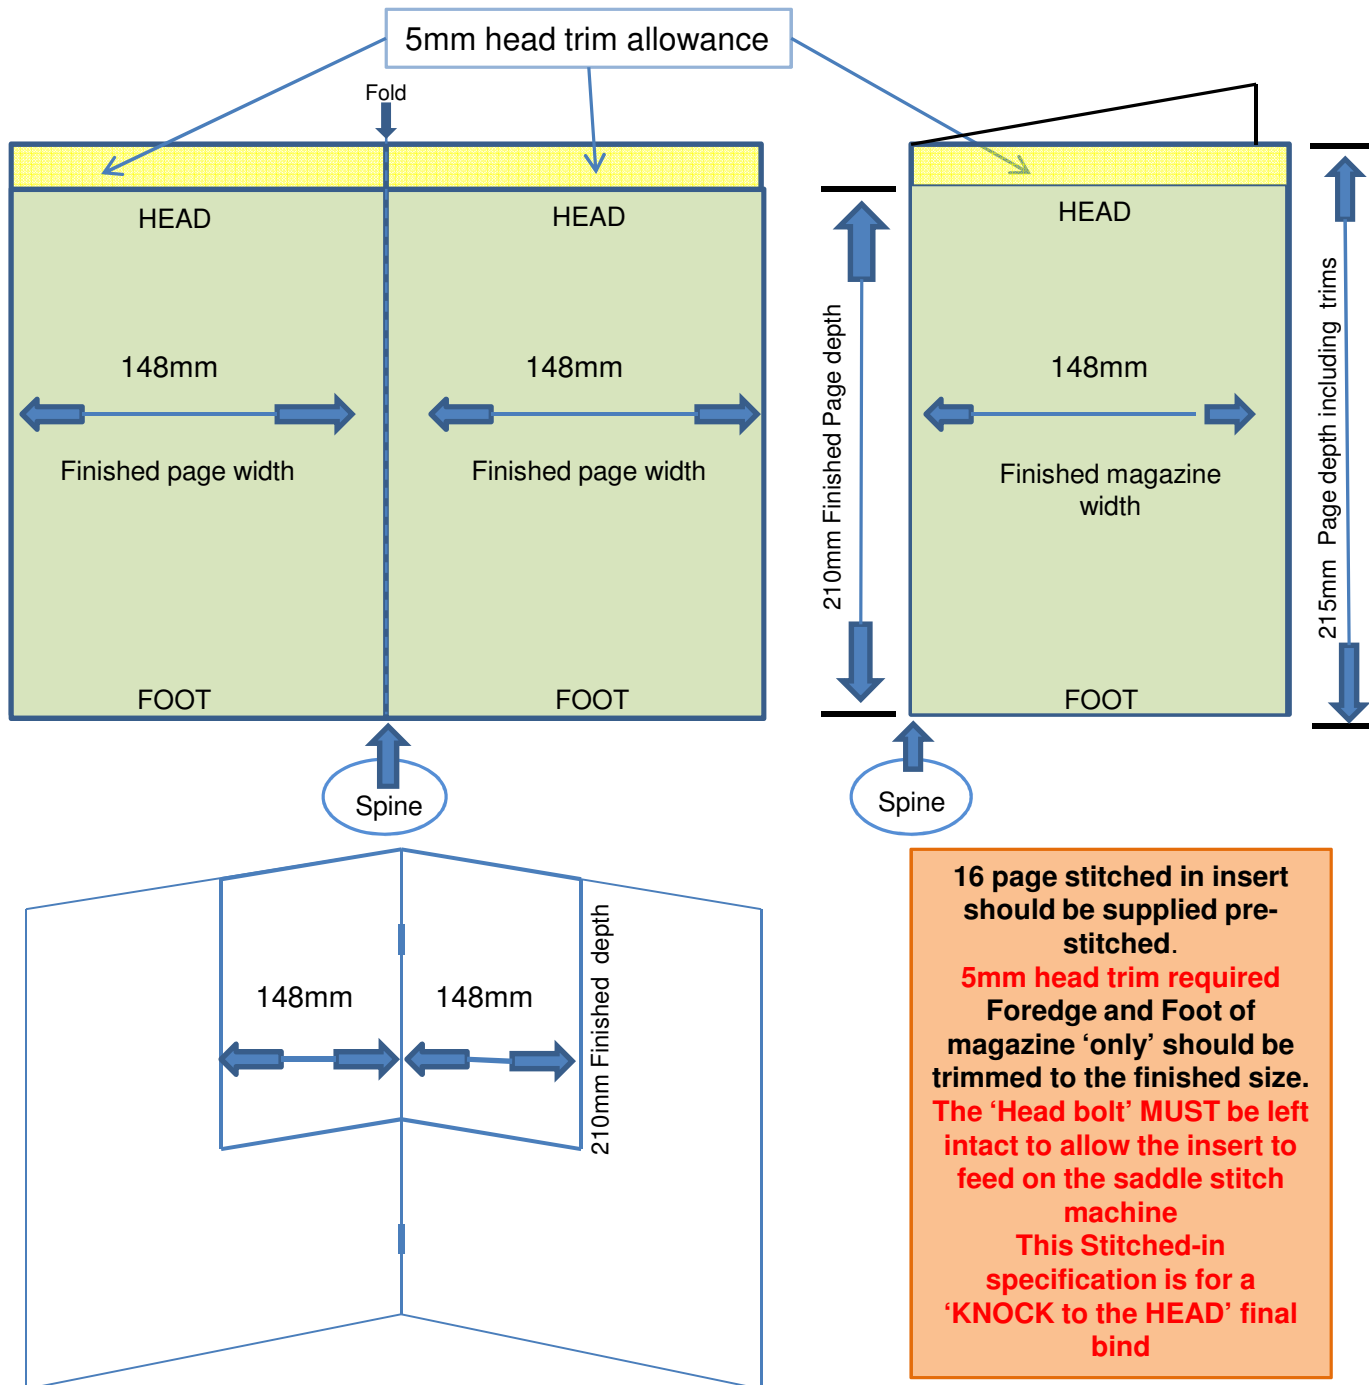 5mm head trim allowance
Fold
HEAD
HEAD
HEAD
148mm
148mm
148mm
Finished page width
Finished page width
Finished magazine
width
210mm Finished Page depth
215mm Page depth including trims
FOOT
FOOT
FOOT
Spine
Spine
148mm
148mm
210mm Finished depth
16 page stitched in insert
should be supplied pre-
stitched.
5mm head trim required
Foredge and Foot of
magazine ‘only’ should be
trimmed to the finished size.
The ‘Head bolt’ MUST be left
intact to allow the insert to
feed on the saddle stitch
machine
This Stitched-in
specification is for a
‘KNOCK to the HEAD’ final
bind